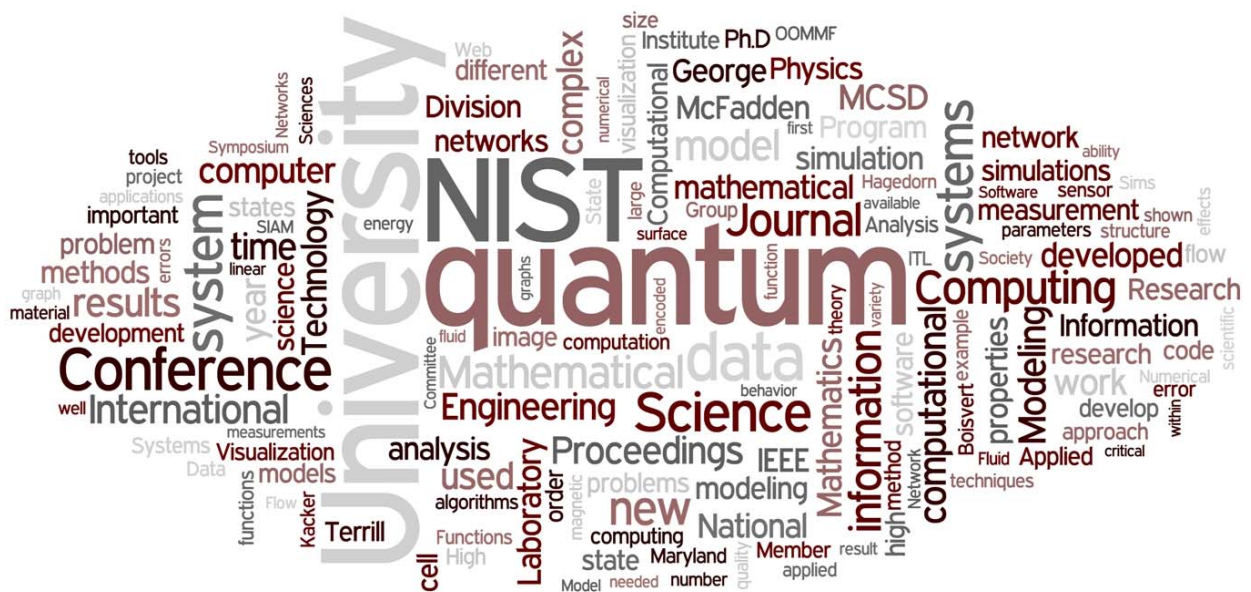 size
Institute Ph.D OOMMF
Web
different
complex
numerical
visualization
Computational
George Physics
Division
McFadden
MCSD
networks
first Program
systems
network
ability
model
simulation
simulations
Networks
Sciences
Symposium
computer
tools
project
applications
important
University
NIST
State
large
mathematical Hagedorn
Group
available
Software sensor Sims
measurement shown
effects
parameters structure
system
states
SIAM
energy
surface
Journal Analysis
problem
errors
time
Technology
quantum
graphs
function
ITL
Society developed flow
methods
linear
graph
results
year
science
material
development
Computing Research
encoded
fluid image computation
theory
variety
Modeling
Information
scientific
Conference
Committee
Mathematical data
behavior
Mathematics
information
software
computational
Boisvert
example
properties
research code
work Numerical
error
well International
Engineering Science
develop
within
measurements
approach
Systems Visualization
analysis
Proceedings IEEE
method
Network
Fluid Applied critical
Data
models
used
Laboratory
order
problems modeling
techniques
functions
Flow
Kacker
Terrill
algorithms
magnetic
new National
high
Functions
High
computing
cell
state Maryland
quality
Member result
applied
Model needed number